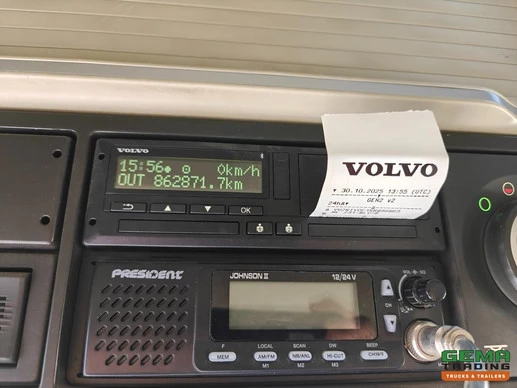 VOLVO
15:56 0km/h
OUT 862871.7km
OK
VOLVO
▼ 30.10.2025 13:55 (UTC)
24h GEN2 v2
PRESIDENT
JOHNSON II
12/24 V
VOL
CH
F
LOCAL
SCAN
DW
BEEP
MEM
AM/FM
NB/ANL
HI-CUT
CH9/19
M1
M2
M3
GEMA
TRADING
TRUCKS & TRAILERS